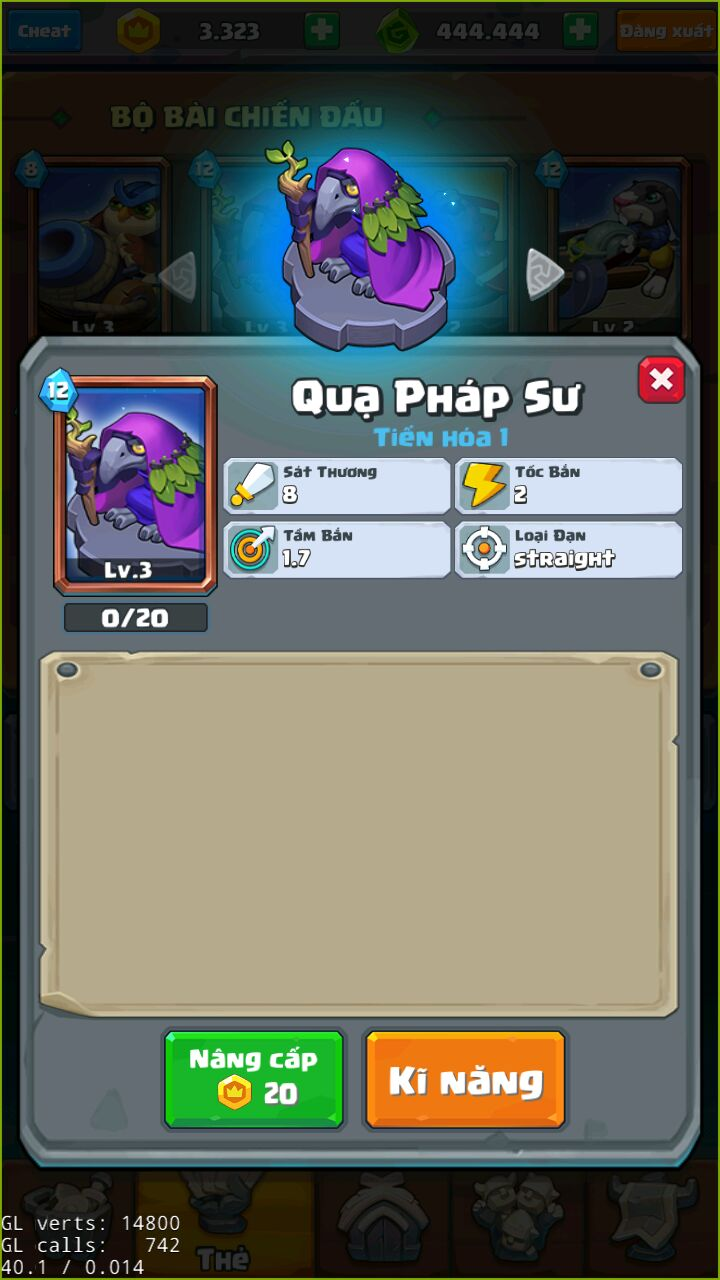 Cheat
3.323
444.444
Đăng xuất
BỘ BÀI CHIẾN ĐẤU
8
12
12
Lv 3
Lv 3
2
Lv 2
12
Quạ Pháp Sư
Tiến Hóa 1
Sát Thương
8
Tốc Bắn
2
Tầm Bắn
1.7
Loại Đạn
straight
Lv.3
0/20
Nâng cấp
20
Kĩ năng
Thẻ
GL verts: 14800
GL calls: 742
40.1 / 0.014